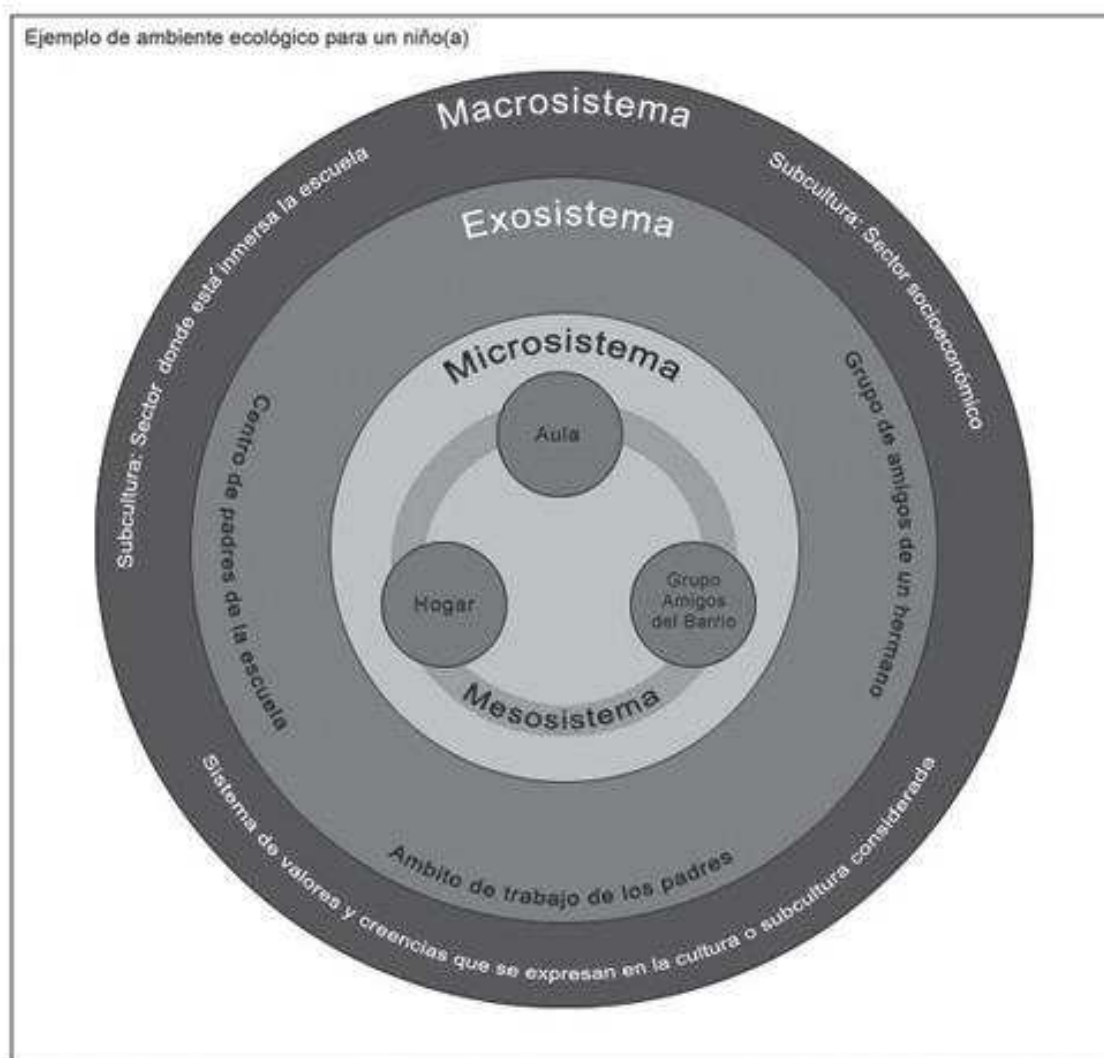 Ejemplo de ambiente ecológico para un niño(a)
Macrosistema
Subcultura: Sector donde está inmersa la escuela
Subcultura: Sector socioeconómico
Exosistema
Centro de padres de la escuela
Grupo de amigos de un hermano
Microsistema
Aula
Hogar
Grupo
Amigos
del Barrio
Mesosistema
Ambito de trabajo de los padres
Sistema de valores y creencias que se expresan en la cultura o subcultura considerada